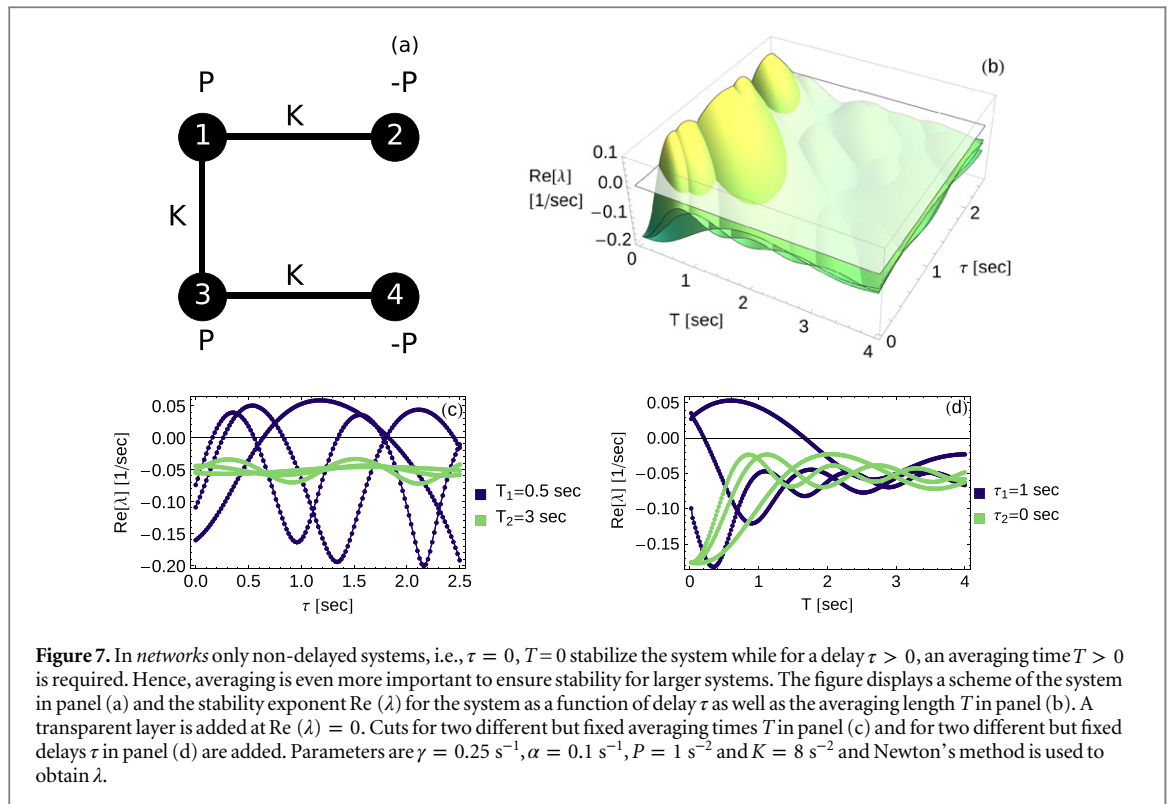 (a)
P
-P
K
1
2
K
K
3
4
P
-P
(b)
0.1
Re[λ]
0.0
[1/sec]
−0.1
−0.2
0
1
2
3
4
T [sec]
0
1
2
τ [sec]
(c)
0.05
0.00
−0.05
−0.10
−0.15
−0.20
Re[λ] [1/sec]
0.0 0.5 1.0 1.5 2.0 2.5
τ [sec]
T₁=0.5 sec
T₂=3 sec
(d)
0.05
0.00
−0.05
−0.10
−0.15
Re[λ] [1/sec]
0 1 2 3 4
T [sec]
τ₁=1 sec
τ₂=0 sec
Figure 7. In networks only non-delayed systems, i.e., τ = 0, T = 0 stabilize the system while for a delay τ > 0, an averaging time T > 0
is required. Hence, averaging is even more important to ensure stability for larger systems. The figure displays a scheme of the system
in panel (a) and the stability exponent Re (λ) for the system as a function of delay τ as well as the averaging length T in panel (b). A
transparent layer is added at Re (λ) = 0. Cuts for two different but fixed averaging times T in panel (c) and for two different but fixed
delays τ in panel (d) are added. Parameters are γ = 0.25 s⁻¹, α = 0.1 s⁻¹, P = 1 s⁻² and K = 8 s⁻² and Newton's method is used to
obtain λ.